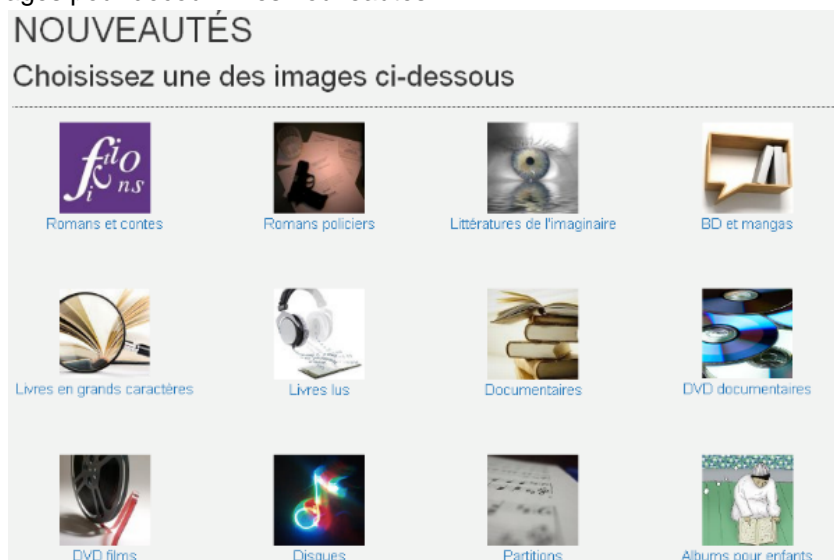 NOUVEAUTÉS
Choisissez une des images ci-dessous
fictions
Romans et contes
Romans policiers
Littératures de l'imaginaire
BD et mangas
Livres en grands caractères
Livres lus
Documentaires
DVD documentaires
DVD films
Disques
Partitions
Albums pour enfants